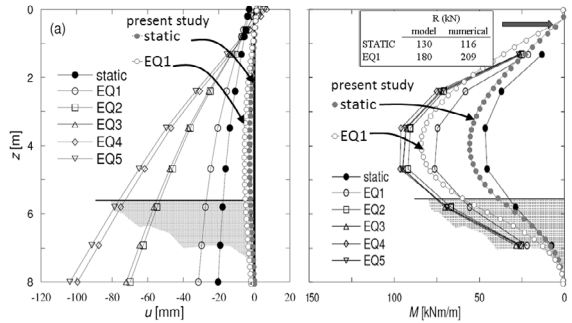 (a)
present study
static
EQ1
static
EQ1
EQ2
EQ3
EQ4
EQ5
z [m]
0
2
4
6
8
-120 -100 -80 -60 -40 -20 0 20
u [mm]
R (kN)
model numerical
STATIC 130 116
EQ1 180 209
present study
static
EQ1
static
EQ1
EQ2
EQ3
EQ4
EQ5
150 100 50 0
M [kNm/m]